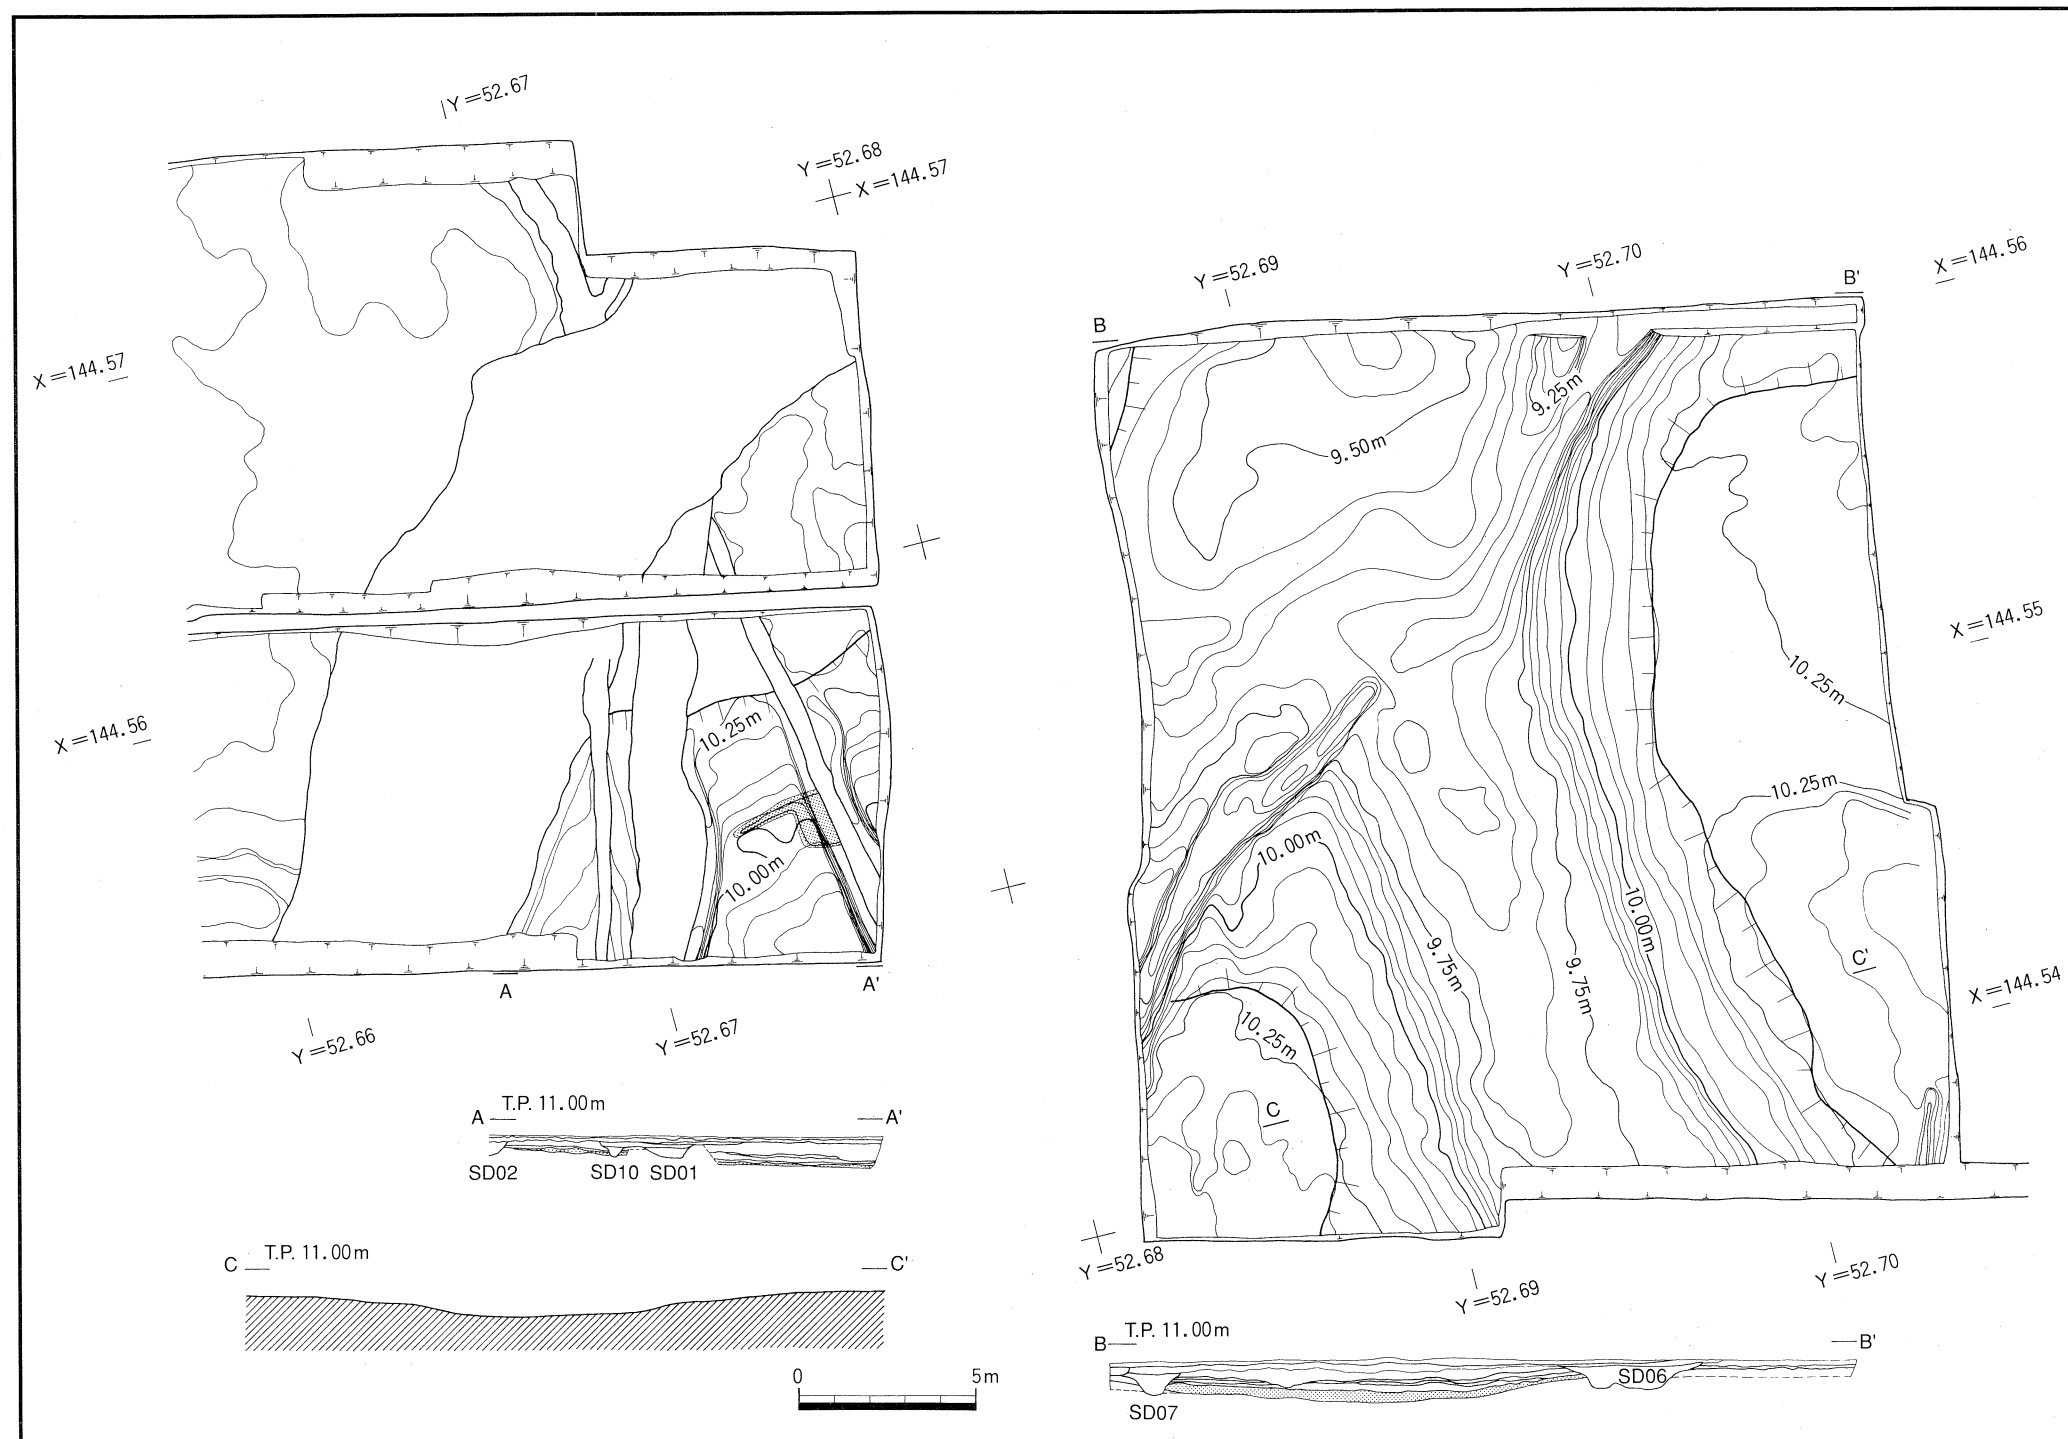 Y=52.67
Y=52.68
X=144.57
X=144.57
X=144.56
10.25m
10.00m
A
A'
Y=52.66
Y=52.67
A
T.P. 11.00m
A'
SD02
SD10
SD01
C
T.P. 11.00m
C'
0
5m
Y=52.69
Y=52.70
X=144.56
B
B'
9.25m
9.50m
X=144.55
10.25m
10.25m
10.00m
10.00m
9.75m
9.75m
C'
X=144.54
10.25m
C
Y=52.68
Y=52.69
Y=52.70
B
T.P. 11.00m
B'
SD06
SD07